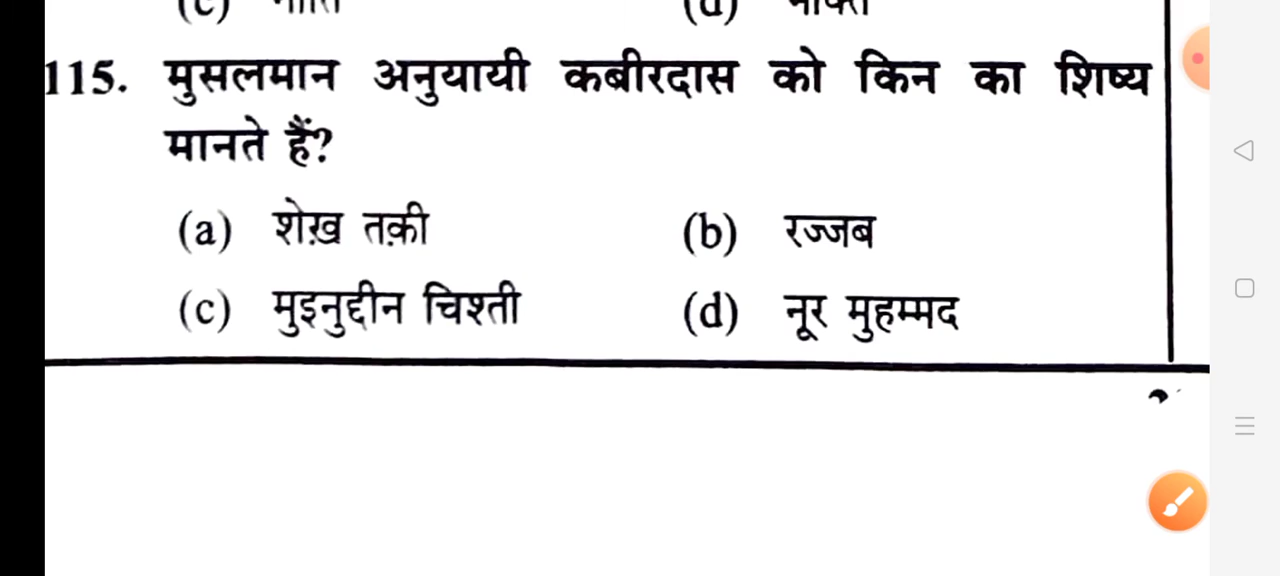 115. मुसलमान अनुयायी कबीरदास को किन का शिष्य
मानते हैं?
(a) शेख़ तक़ी (b) रज्जब
(c) मुइनुद्दीन चिश्ती (d) नूर मुहम्मद